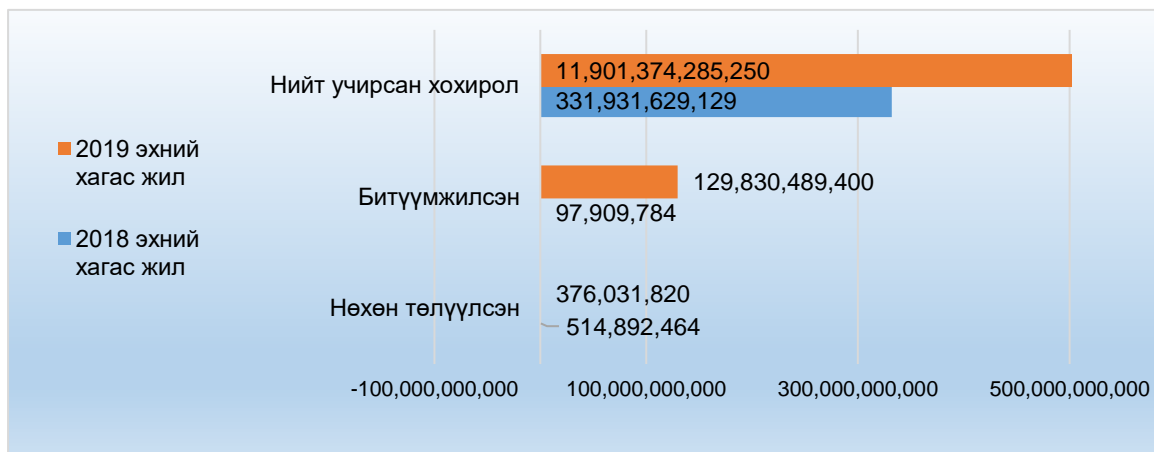 Нийт учирсан хохирол
11,901,374,285,250
331,931,629,129
2019 эхний
хагас жил
Битүүмжилсэн
129,830,489,400
97,909,784
2018 эхний
хагас жил
Нөхөн төлүүлсэн
376,031,820
514,892,464
-100,000,000,000 100,000,000,000 300,000,000,000 500,000,000,000